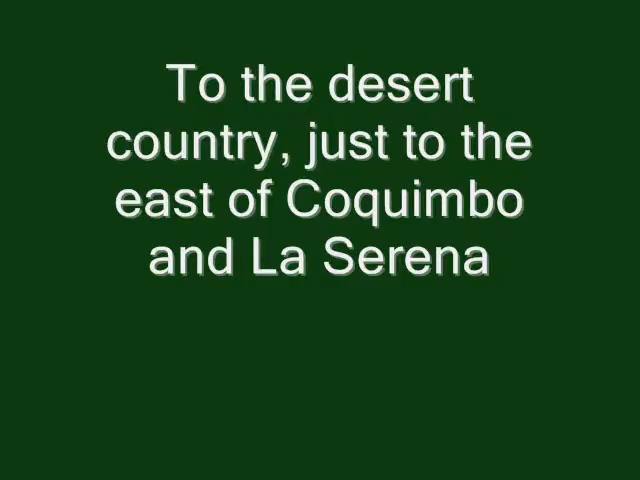 To the desert
country, just to the
east of Coquimbo
and La Serena